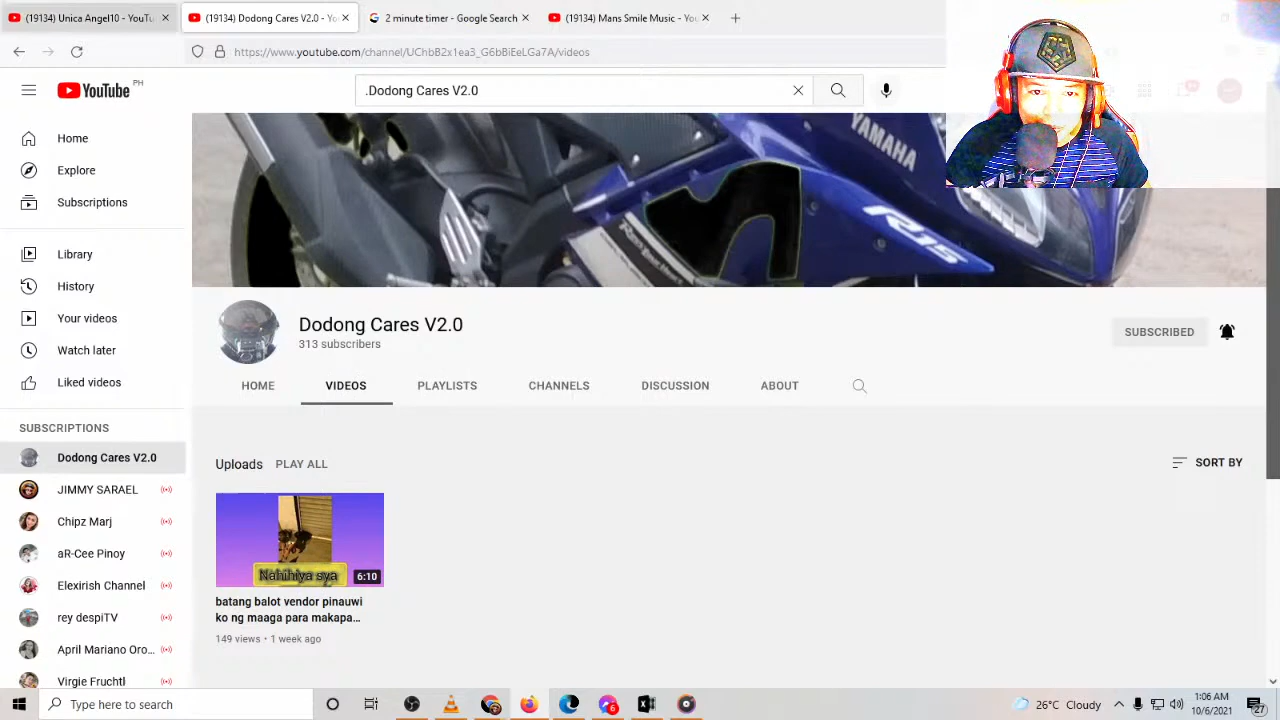 (19134) Unica Angel10 - YouTu
(19134) Dodong Cares V2.0 - Yo
2 minute timer - Google Search
(19134) Mans Smile Music - You
https://www.youtube.com/channel/UChbB2x1ea3_G6bBiEeLGa7A/videos
YouTube PH
.Dodong Cares V2.0
Home
Explore
Subscriptions
Library
History
Your videos
Watch later
Liked videos
SUBSCRIPTIONS
Dodong Cares V2.0
JIMMY SARAEL
Chipz Marj
aR-Cee Pinoy
Elexirish Channel
rey despiTV
April Mariano Oro...
Virgie Fruchtl
YAMAHA
R15
Dodong Cares V2.0
313 subscribers
SUBSCRIBED
HOME
VIDEOS
PLAYLISTS
CHANNELS
DISCUSSION
ABOUT
Uploads
PLAY ALL
SORT BY
Nahihiya sya
6:10
batang balot vendor pinauwi
ko ng maaga para makapa...
149 views • 1 week ago
Type here to search
6
26°C Cloudy
1:06 AM
10/6/2021
27